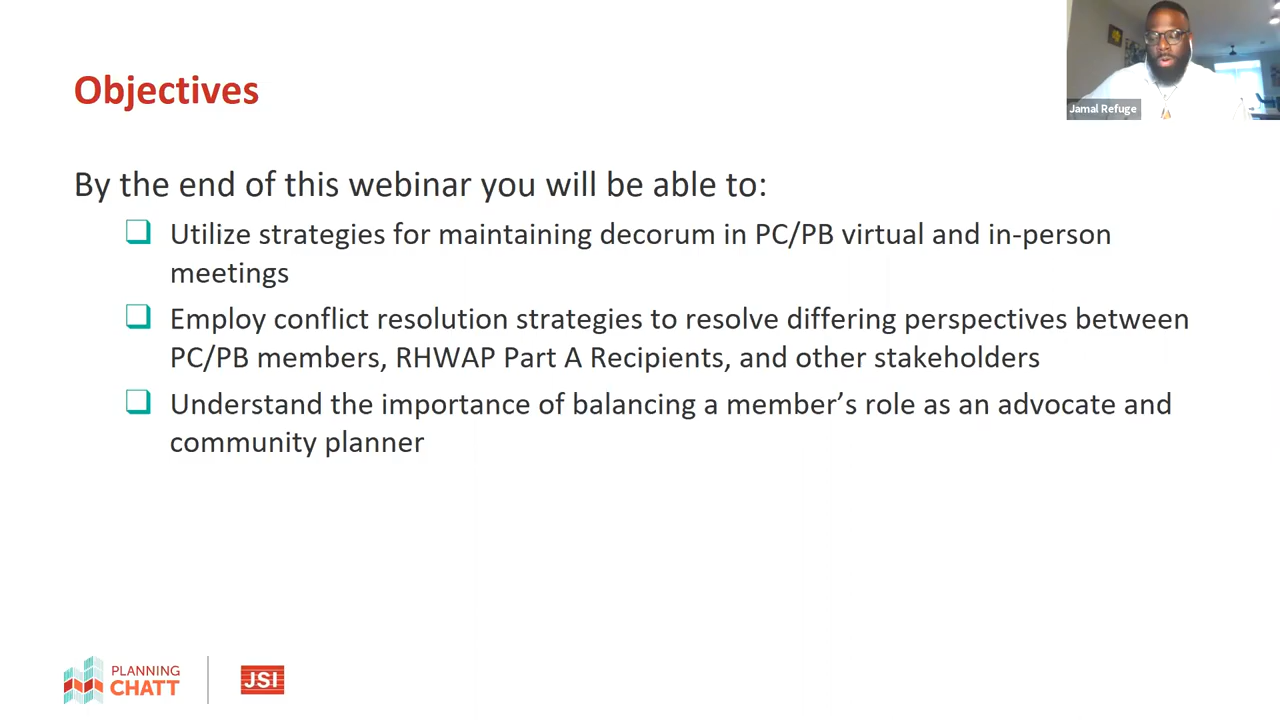 Objectives
Jamal Refuge
By the end of this webinar you will be able to:
Utilize strategies for maintaining decorum in PC/PB virtual and in-person
meetings
Employ conflict resolution strategies to resolve differing perspectives between
PC/PB members, RHWAP Part A Recipients, and other stakeholders
Understand the importance of balancing a member’s role as an advocate and
community planner
PLANNING
CHATT
JSI